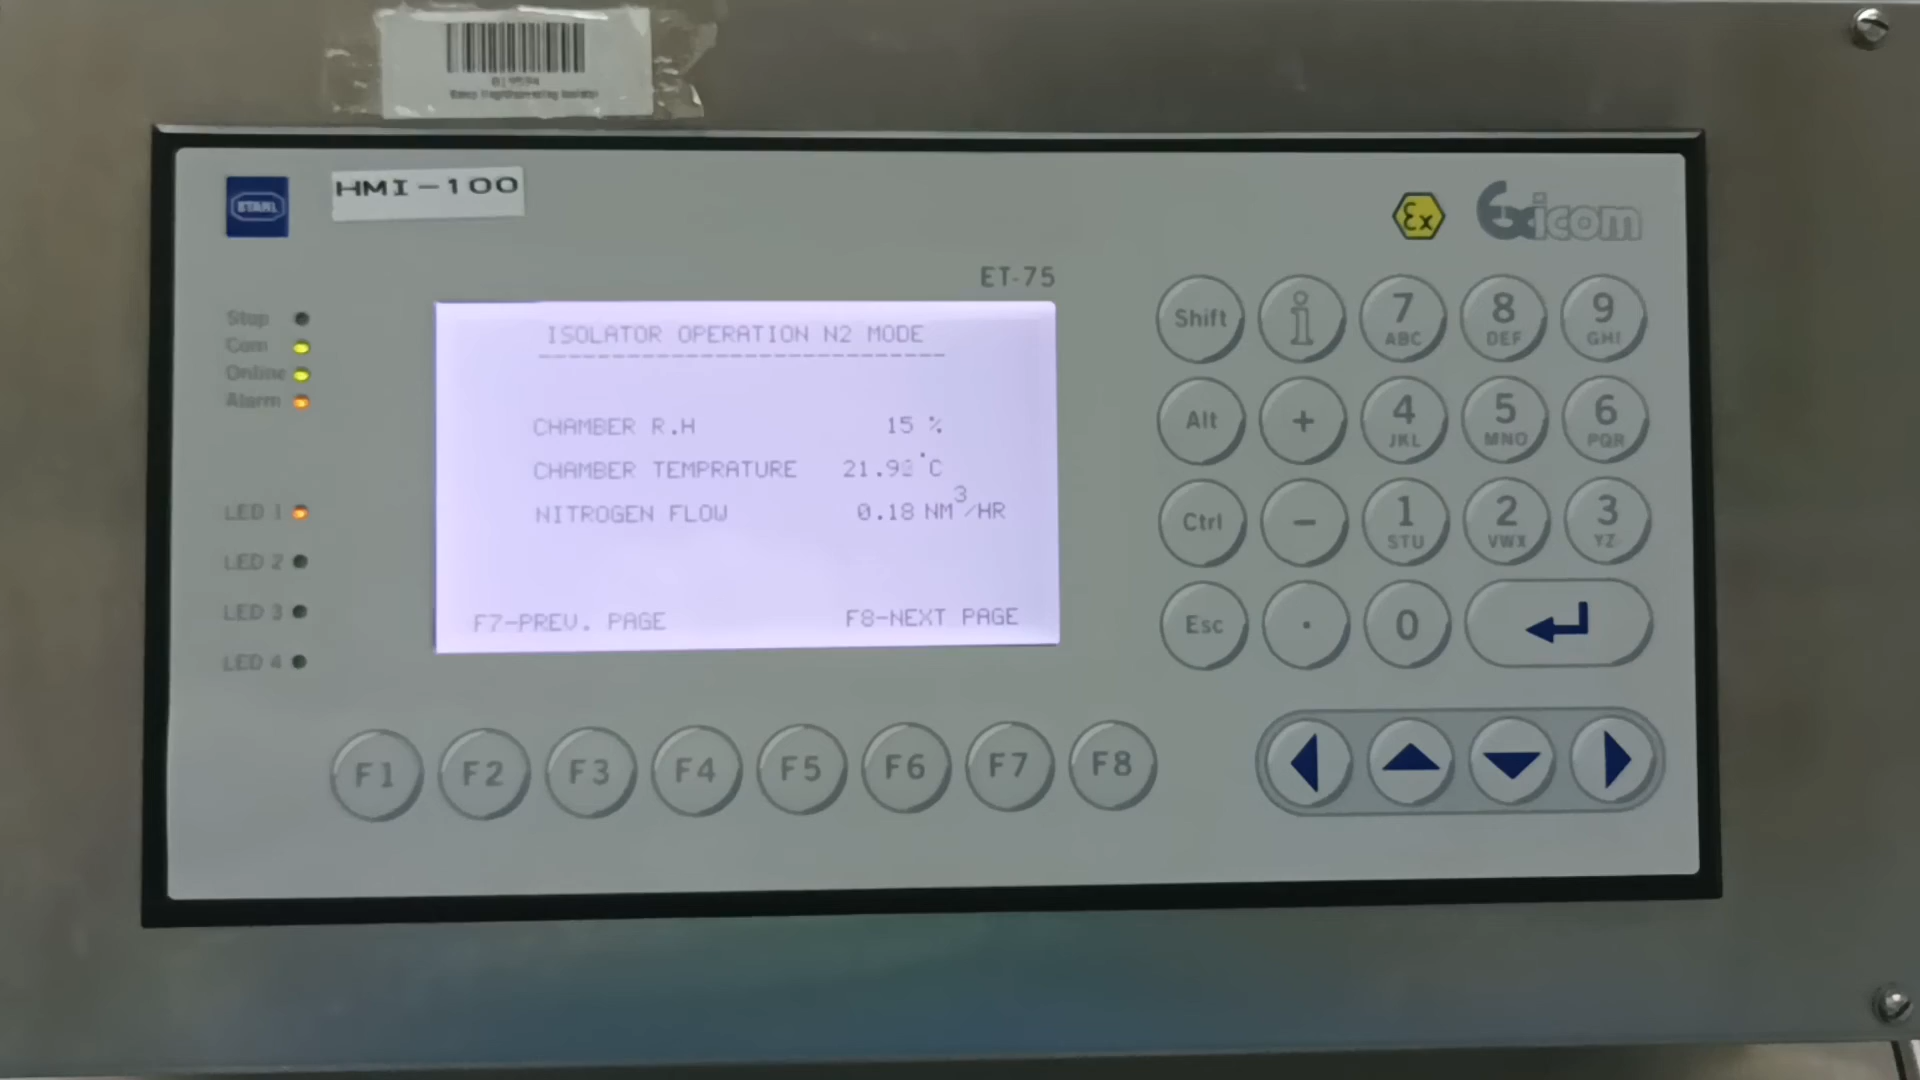 HMI-100
STAHL
Ex
Exicom
ET-75
Stop
Com
Online
Alarm
LED 1
LED 2
LED 3
LED 4
ISOLATOR OPERATION N2 MODE
CHAMBER R.H 15 %
CHAMBER TEMPRATURE °C
NITROGEN FLOW 0.18 NM³/HR
F7-PREV. PAGE F8-NEXT PAGE
Shift i 7 ABC 8 DEF 9 GHI
Alt + 4 JKL 5 MNO 6 PQR
Ctrl - 1 STU 2 VWX 3 YZ
Esc . 0
F1 F2 F3 F4 F5 F6 F7 F8